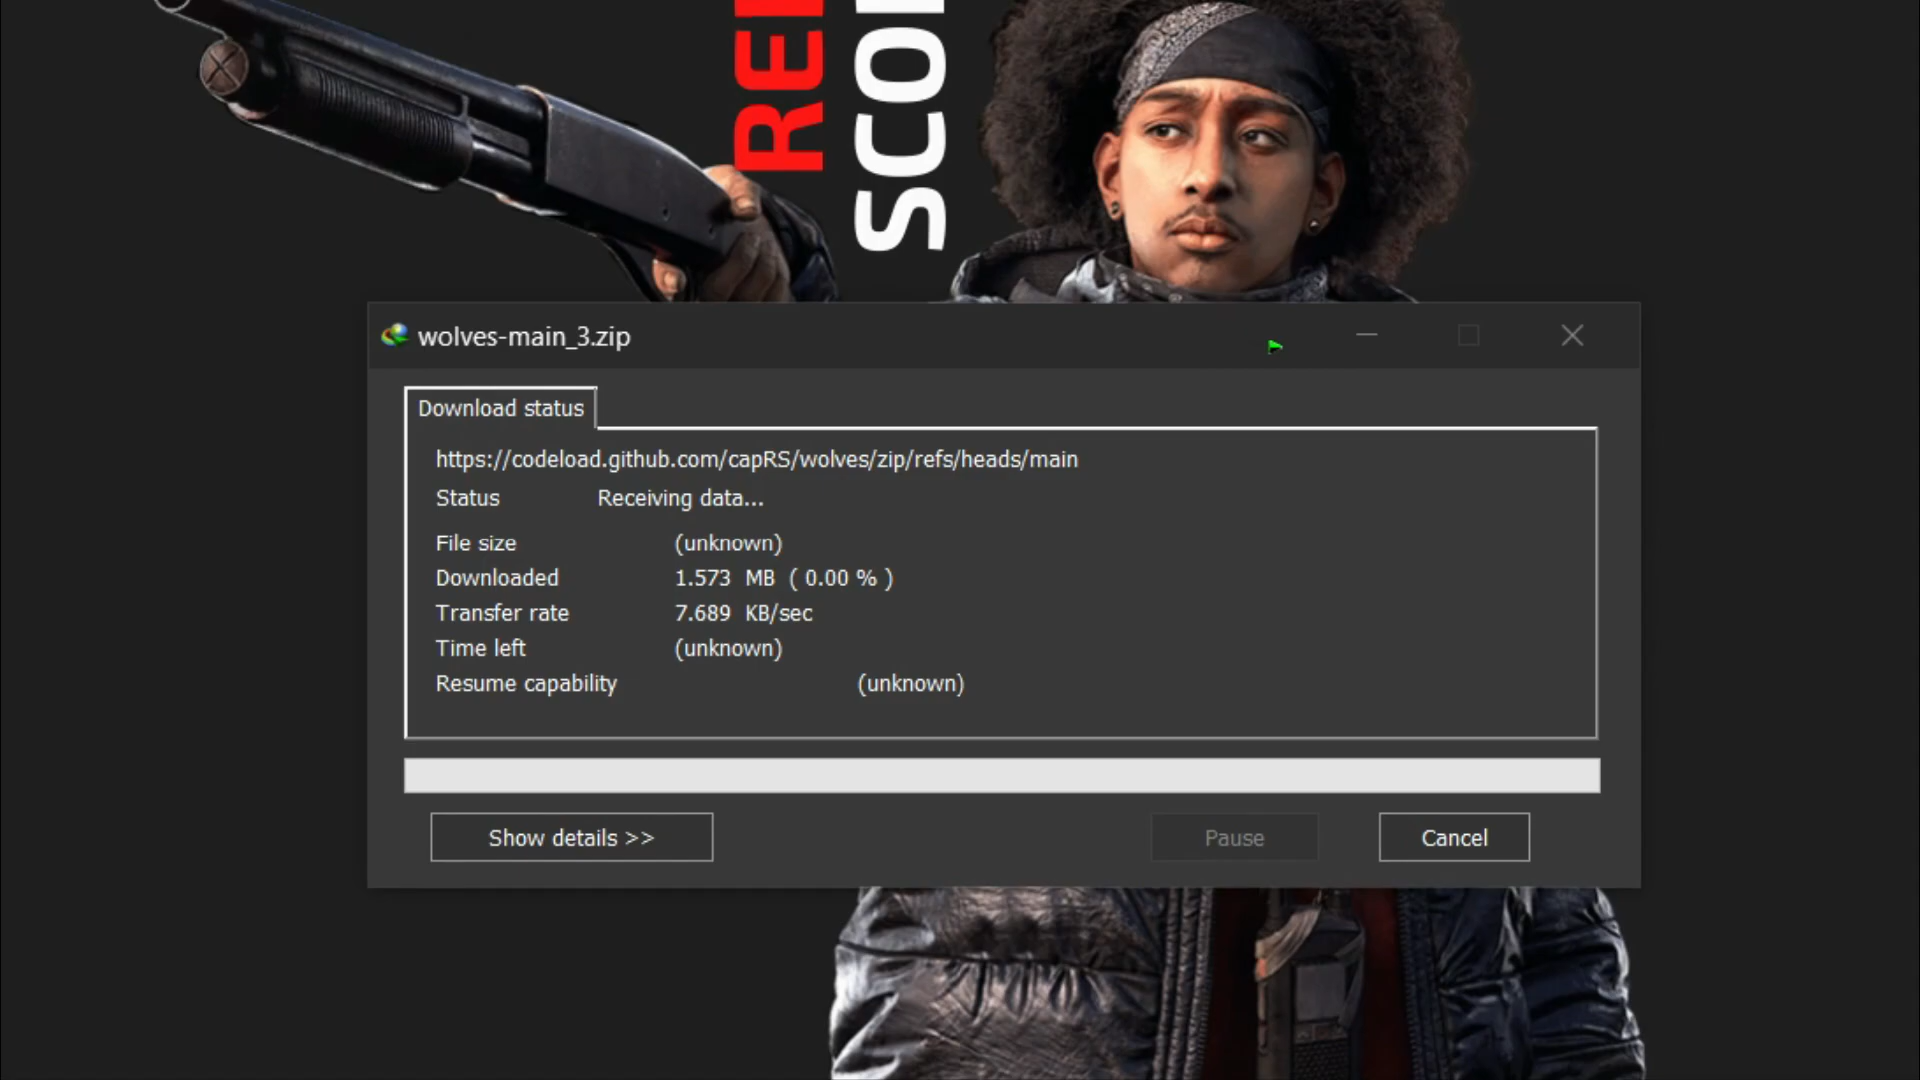 RE
SCO
wolves-main_3.zip
Download status
https://codeload.github.com/capRS/wolves/zip/refs/heads/main
Status Receiving data...
File size (unknown)
Downloaded 1.573 MB ( 0.00 % )
Transfer rate 7.689 KB/sec
Time left (unknown)
Resume capability (unknown)
Show details >>
Pause
Cancel